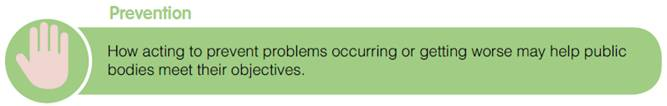 Prevention
How acting to prevent problems occurring or getting worse may help public
bodies meet their objectives.